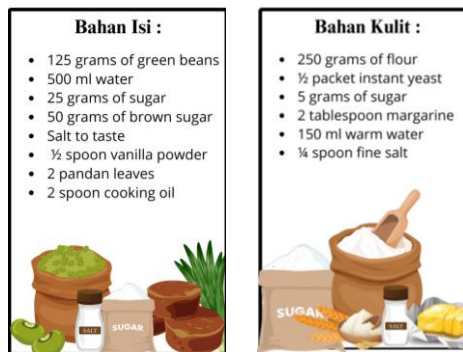 Bahan Isi :
• 125 grams of green beans
• 500 ml water
• 25 grams of sugar
• 50 grams of brown sugar
• Salt to taste
• ½ spoon vanilla powder
• 2 pandan leaves
• 2 spoon cooking oil
SALT
SUGAR
Bahan Kulit :
• 250 grams of flour
• ½ packet instant yeast
• 5 grams of sugar
• 2 tablespoon margarine
• 150 ml warm water
• ¼ spoon fine salt
SUGAR
SALT